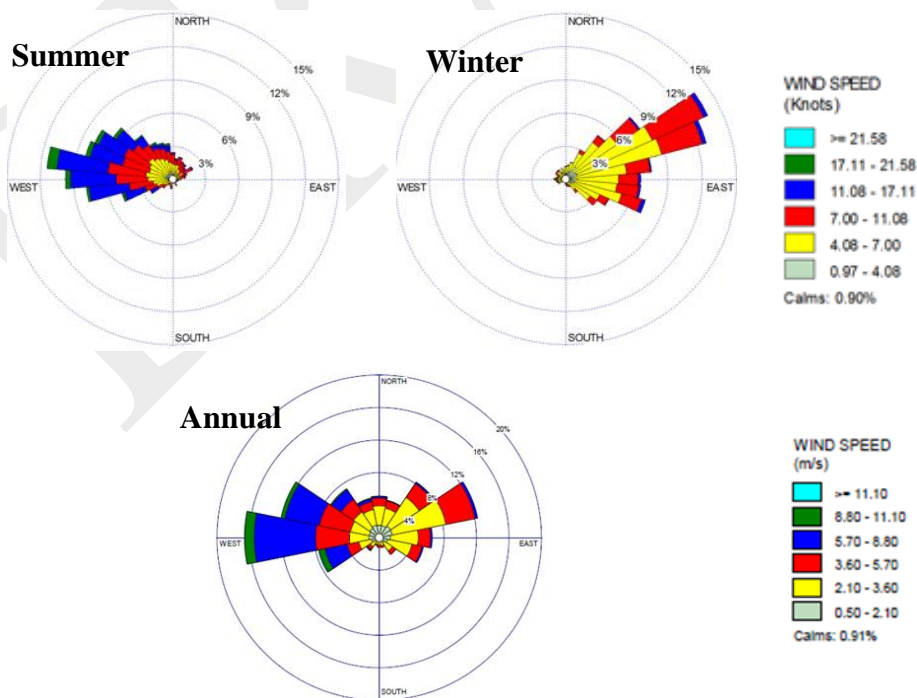 NORTH
Summer
15%
12%
9%
6%
3%
WEST
EAST
SOUTH
NORTH
Winter
15%
12%
9%
6%
3%
WEST
EAST
SOUTH
WIND SPEED
(Knots)
>= 21.58
17.11 - 21.58
11.08 - 17.11
7.00 - 11.08
4.08 - 7.00
0.97 - 4.08
Calms: 0.90%
NORTH
Annual
20%
16%
12%
8%
4%
WEST
EAST
SOUTH
WIND SPEED
(m/s)
>= 11.10
8.80 - 11.10
5.70 - 8.80
3.60 - 5.70
2.10 - 3.60
0.50 - 2.10
Calms: 0.91%